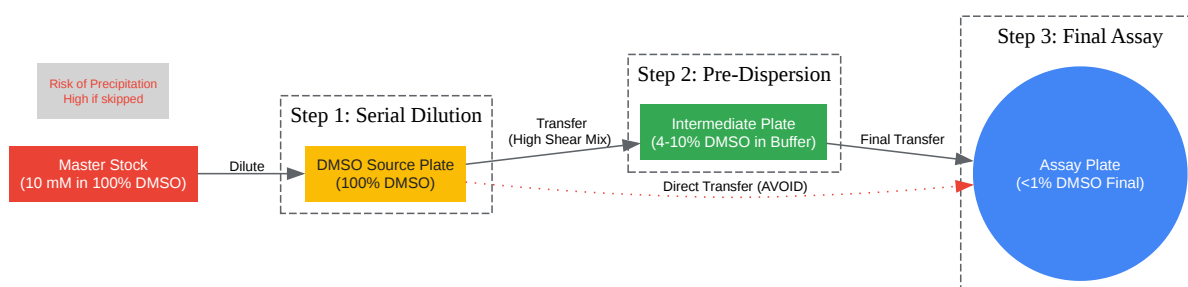 Risk of Precipitation
High if skipped
Master Stock
(10 mM in 100% DMSO)
Dilute
Step 1: Serial Dilution
DMSO Source Plate
(100% DMSO)
Transfer
(High Shear Mix)
Direct Transfer (AVOID)
Step 2: Pre-Dispersion
Intermediate Plate
(4-10% DMSO in Buffer)
Final Transfer
Step 3: Final Assay
Assay Plate
(<1% DMSO Final)